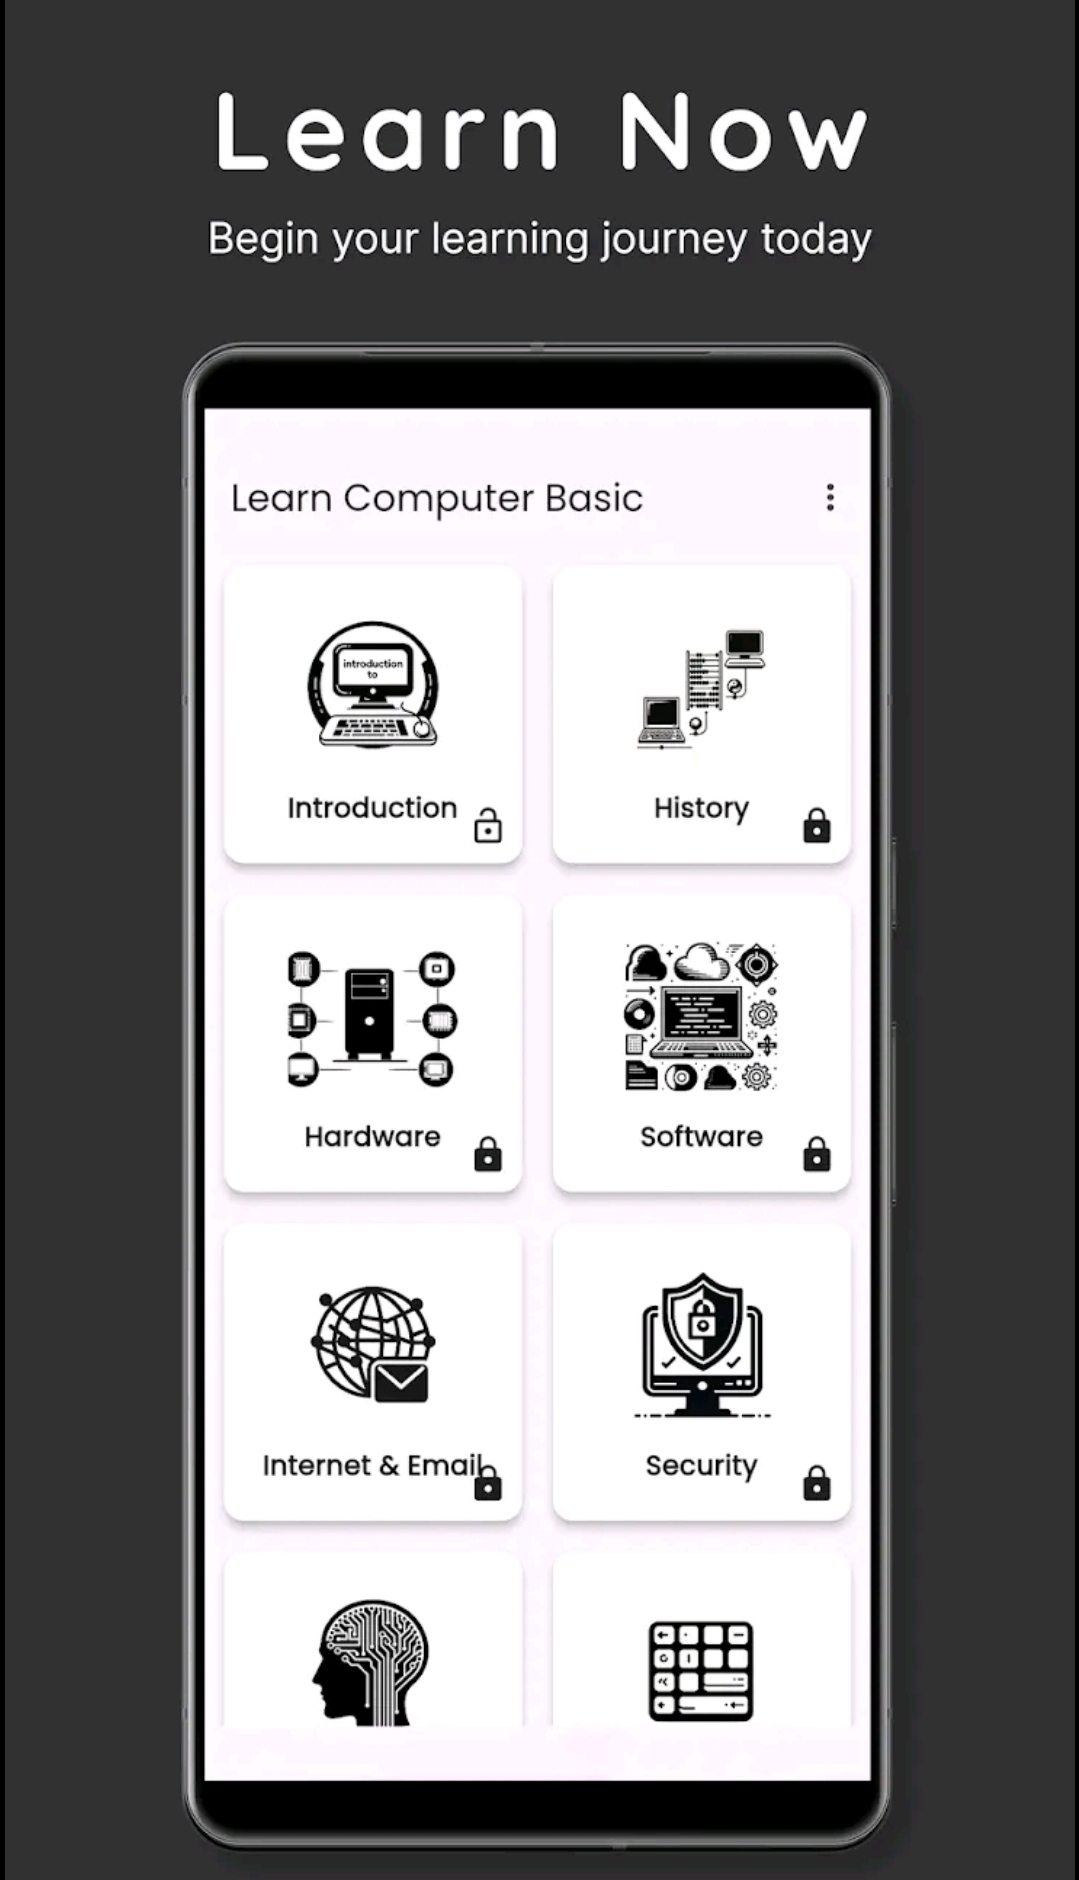 Learn Now
Begin your learning journey today
Learn Computer Basic
introduction
to
Introduction
History
Hardware
Software
Internet & Email
Security